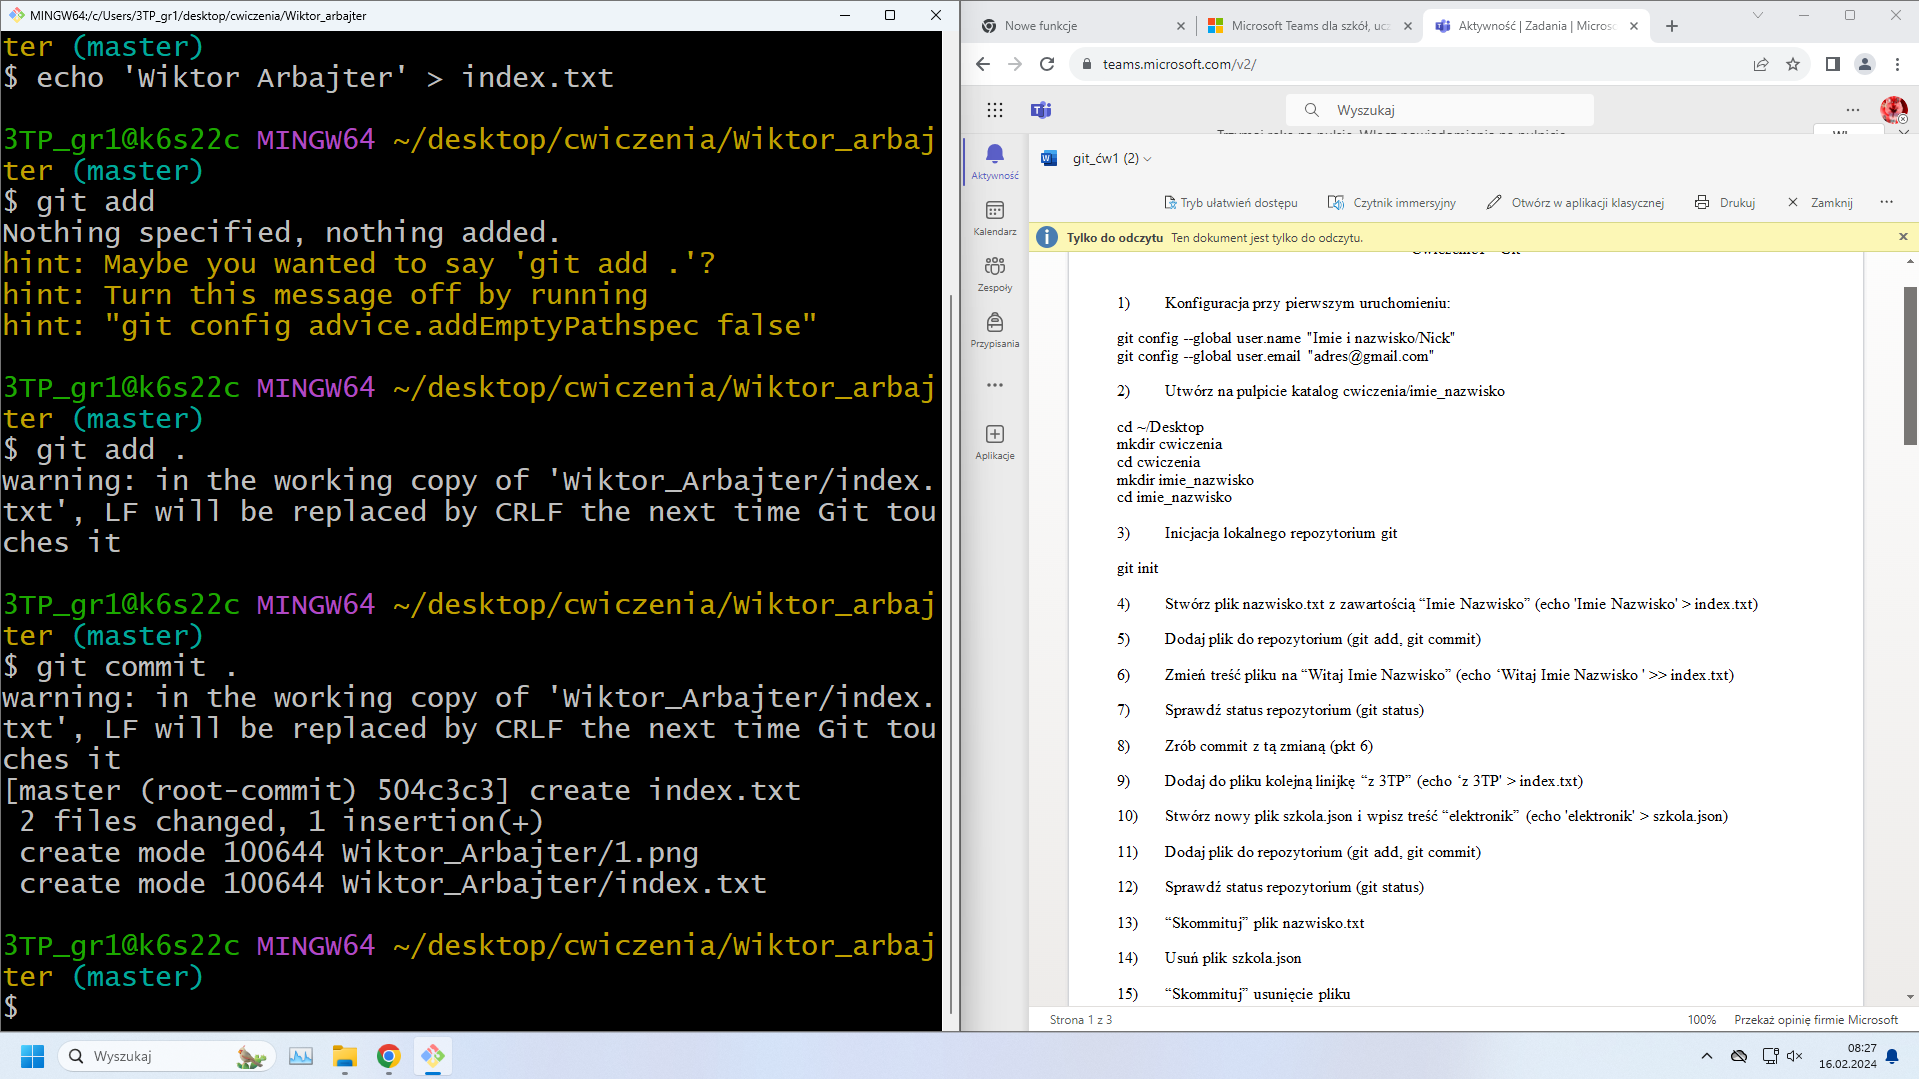 MINGW64:/c/Users/3TP_gr1/desktop/cwiczenia/Wiktor_arbajter
ter (master)
$ echo 'Wiktor Arbajter' > index.txt
3TP_gr1@k6s22c MINGW64 ~/desktop/cwiczenia/Wiktor_arbaj
ter (master)
$ git add
Nothing specified, nothing added.
hint: Maybe you wanted to say 'git add .'?
hint: Turn this message off by running
hint: "git config advice.addEmptyPathspec false"
3TP_gr1@k6s22c MINGW64 ~/desktop/cwiczenia/Wiktor_arbaj
ter (master)
$ git add .
warning: in the working copy of 'Wiktor_Arbajter/index.
txt', LF will be replaced by CRLF the next time Git tou
ches it
3TP_gr1@k6s22c MINGW64 ~/desktop/cwiczenia/Wiktor_arbaj
ter (master)
$ git commit .
warning: in the working copy of 'Wiktor_Arbajter/index.
txt', LF will be replaced by CRLF the next time Git tou
ches it
[master (root-commit) 504c3c3] create index.txt
2 files changed, 1 insertion(+)
create mode 100644 Wiktor_Arbajter/1.png
create mode 100644 Wiktor_Arbajter/index.txt
3TP_gr1@k6s22c MINGW64 ~/desktop/cwiczenia/Wiktor_arbaj
ter (master)
$
Nowe funkcje
Microsoft Teams dla szkół, ucz
Aktywność | Zadania | Microsc
teams.microsoft.com/v2/
Wyszukaj
Aktywność
Kalendarz
Zespoły
Przypisania
Aplikacje
git_ćw1 (2)
Tryb ułatwień dostępu
Czytnik immersyjny
Otwórz w aplikacji klasycznej
Drukuj
Zamknij
Tylko do odczytu Ten dokument jest tylko do odczytu.
1) Konfiguracja przy pierwszym uruchomieniu:
git config --global user.name "Imie i nazwisko/Nick"
git config --global user.email "adres@gmail.com"
2) Utwórz na pulpicie katalog cwiczenia/imie_nazwisko
cd ~/Desktop
mkdir cwiczenia
cd cwiczenia
mkdir imie_nazwisko
cd imie_nazwisko
3) Inicjacja lokalnego repozytorium git
git init
4) Stwórz plik nazwisko.txt z zawartością “Imie Nazwisko” (echo 'Imie Nazwisko' > index.txt)
5) Dodaj plik do repozytorium (git add, git commit)
6) Zmień treść pliku na “Witaj Imie Nazwisko” (echo ‘Witaj Imie Nazwisko ' >> index.txt)
7) Sprawdź status repozytorium (git status)
8) Zrób commit z tą zmianą (pkt 6)
9) Dodaj do pliku kolejną linijkę “z 3TP” (echo ‘z 3TP' > index.txt)
10) Stwórz nowy plik szkola.json i wpisz treść “elektronik” (echo 'elektronik' > szkola.json)
11) Dodaj plik do repozytorium (git add, git commit)
12) Sprawdź status repozytorium (git status)
13) “Skommituj” plik nazwisko.txt
14) Usuń plik szkola.json
15) “Skommituj” usunięcie pliku
Strona 1 z 3
100%
Przekaż opinię firmie Microsoft
Wyszukaj
08:27
16.02.2024